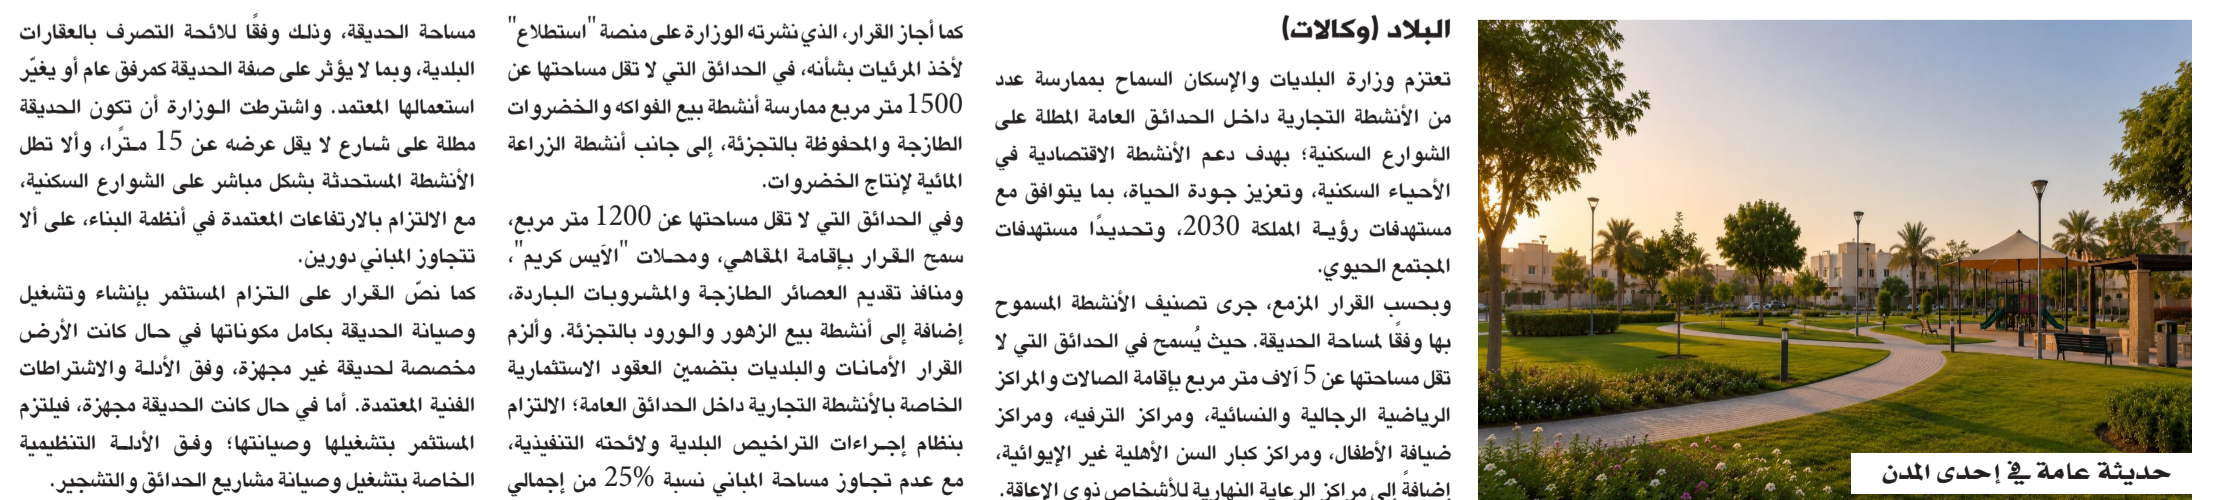 البلاد (وكالات)
تعتزم وزارة البلديات والإسكان السماح بممارسة عدد
من الأنشطة التجارية داخل الحدائق العامة المطلة على
الشوارع السكنية؛ بهدف دعم الأنشطة الاقتصادية في
الأحياء السكنية، وتعزيز جودة الحياة، بما يتوافق مع
مستهدفات رؤية المملكة 2030، وتحديدًا مستهدفات
المجتمع الحيوي.
وبحسب القرار المزمع، جرى تصنيف الأنشطة المسموح
بها وفقًا لمساحة الحديقة. حيث يُسمح في الحدائق التي لا
تقل مساحتها عن 5 آلاف متر مربع بإقامة الصالات والمراكز
الرياضية الرجالية والنسائية، ومراكز الترفيه، ومراكز
ضيافة الأطفال، ومراكز كبار السن الأهلية غير الإيوائية،
إضافةً إلى مراكز الرعاية النهارية للأشخاص ذوي الإعاقة.
كما أجاز القرار، الذي نشرته الوزارة على منصة "استطلاع"
لأخذ المرئيات بشأنه، في الحدائق التي لا تقل مساحتها عن
1500 متر مربع ممارسة أنشطة بيع الفواكه والخضروات
الطازجة والمحفوظة بالتجزئة، إلى جانب أنشطة الزراعة
المائية لإنتاج الخضروات.
وفي الحدائق التي لا تقل مساحتها عن 1200 متر مربع،
سمح القرار بإقامة المقاهي، ومحلات "الآيس كريم"،
ومنافذ تقديم العصائر الطازجة والمشروبات الباردة،
إضافة إلى أنشطة بيع الزهور والورود بالتجزئة. وألزم
القرار الأمانات والبلديات بتضمين العقود الاستثمارية
الخاصة بالأنشطة التجارية داخل الحدائق العامة؛ الالتزام
بنظام إجراءات التراخيص البلدية ولائحته التنفيذية،
مع عدم تجاوز مساحة المباني نسبة 25% من إجمالي
مساحة الحديقة، وذلك وفقًا للائحة التصرف بالعقارات
البلدية، وبما لا يؤثر على صفة الحديقة كمرفق عام أو يغيّر
استعمالها المعتمد. واشترطت الوزارة أن تكون الحديقة
مطلة على شارع لا يقل عرضه عن 15 مترًا، وألا تطل
الأنشطة المستحدثة بشكل مباشر على الشوارع السكنية،
مع الالتزام بالارتفاعات المعتمدة في أنظمة البناء، على ألا
تتجاوز المباني دورين.
كما نصّ القرار على التزام المستثمر بإنشاء وتشغيل
وصيانة الحديقة بكامل مكوناتها في حال كانت الأرض
مخصصة لحديقة غير مجهزة، وفق الأدلة والاشتراطات
الفنية المعتمدة. أما في حال كانت الحديقة مجهزة، فيلتزم
المستثمر بتشغيلها وصيانتها؛ وفق الأدلة التنظيمية
الخاصة بتشغيل وصيانة مشاريع الحدائق والتشجير.
حديثة عامة في إحدى المدن